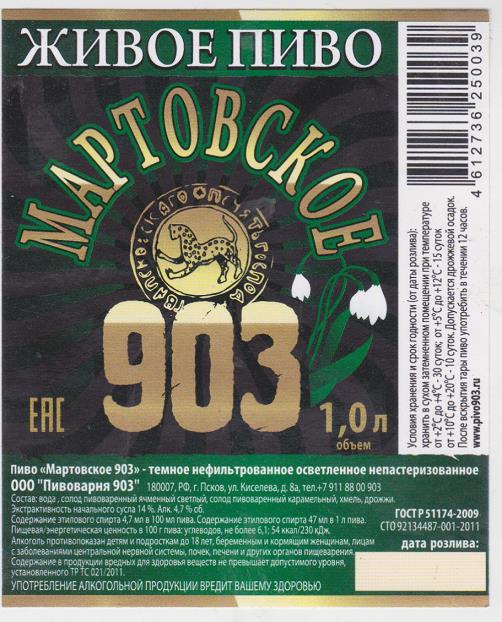 ЖИВОЕ ПИВО
МАРТОВСКОЕ
903
ЕАС
1,0 л
объем
Пиво «Мартовское 903» - темное нефильтрованное осветленное непастеризованное
ООО "Пивоварня 903" 180007, РФ, г. Псков, ул. Киселева, д. 8а, тел.+7 911 88 00 903
Состав: вода , солод пивоваренный ячменный светлый, солод пивоваренный карамельный, хмель, дрожжи.
Экстрактивность начального сусла 14 %. Алк. 4,7 % об.
Содержание этилового спирта 4,7 мл в 100 мл пива. Содержание этилового спирта 47 мл в 1 л пива.
Пищевая/энергетическая ценность в 100 г пива: углеводов, не более 6,1; 54 ккал/230 кДж.
Алкоголь противопоказан детям и подросткам до 18 лет, беременным и кормящим женщинам, лицам
с заболеваниями центральной нервной системы, почек, печени и других органов пищеварения.
Содержание в продукции вредных для здоровья веществ не превышает допустимого уровня,
установленного ТР ТС 021/2011.
УПОТРЕБЛЕНИЕ АЛКОГОЛЬНОЙ ПРОДУКЦИИ ВРЕДИТ ВАШЕМУ ЗДОРОВЬЮ
ГОСТ Р 51174-2009
СТО 92134487-001-2011
дата розлива:
4 612736 250039
Условия хранения и срок годности (от даты розлива):
хранить в сухом затемненном помещении при температуре
от +2°С до +4°С - 30 суток; от +5°С до +12°С - 15 суток
от +10°С до +20°С - 10 суток. Допускается дрожжевой осадок.
После вскрытия тары пиво употребить в течении 12 часов.
www.pivo903.ru